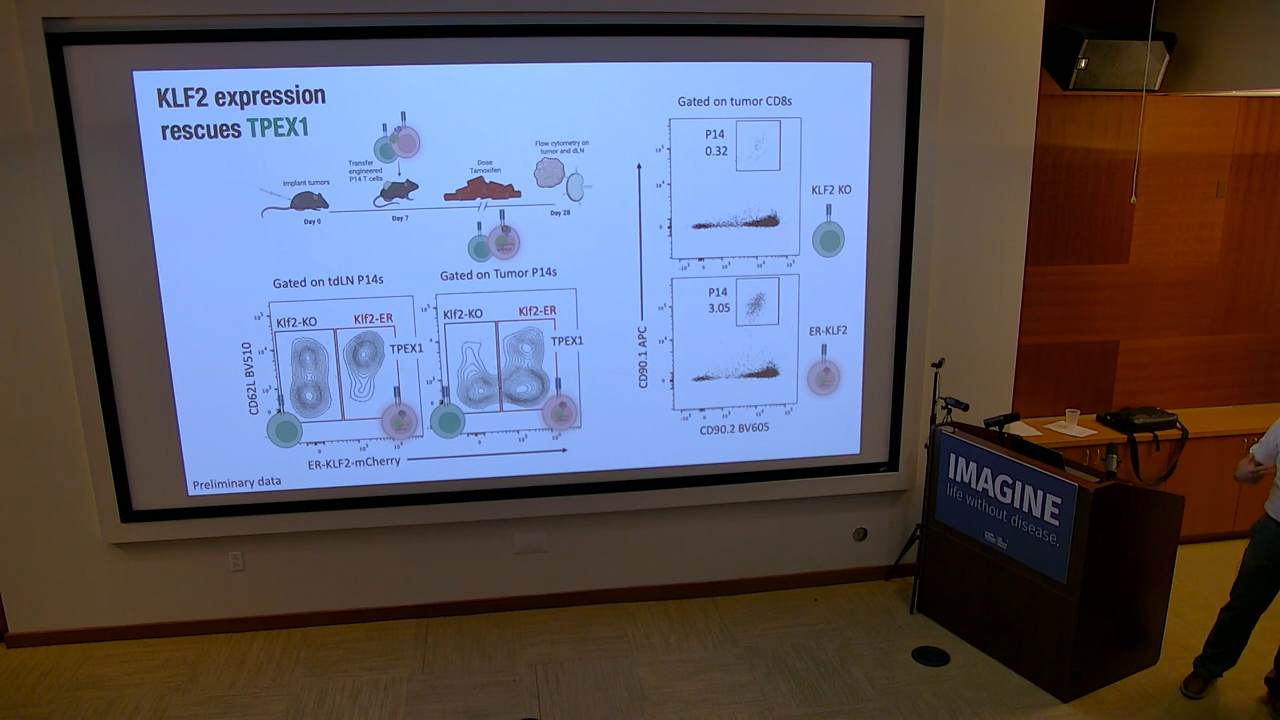 KLF2 expression
rescues TPEX1
Implant tumors
Day 0
Transfer
engineered
P14 T cells
Day 7
Dose
Tamoxifen
Flow cytometry on
tumor and dLN
Day 28
Gated on tdLN P14s
Klf2-KO
Klf2-ER
TPEX1
CD62L BV510
Gated on Tumor P14s
Klf2-KO
Klf2-ER
TPEX1
ER-KLF2-mCherry
Preliminary data
Gated on tumor CD8s
P14
0.32
KLF2 KO
P14
3.05
ER-KLF2
CD90.1 APC
CD90.2 BV605
IMAGINE
life without disease.